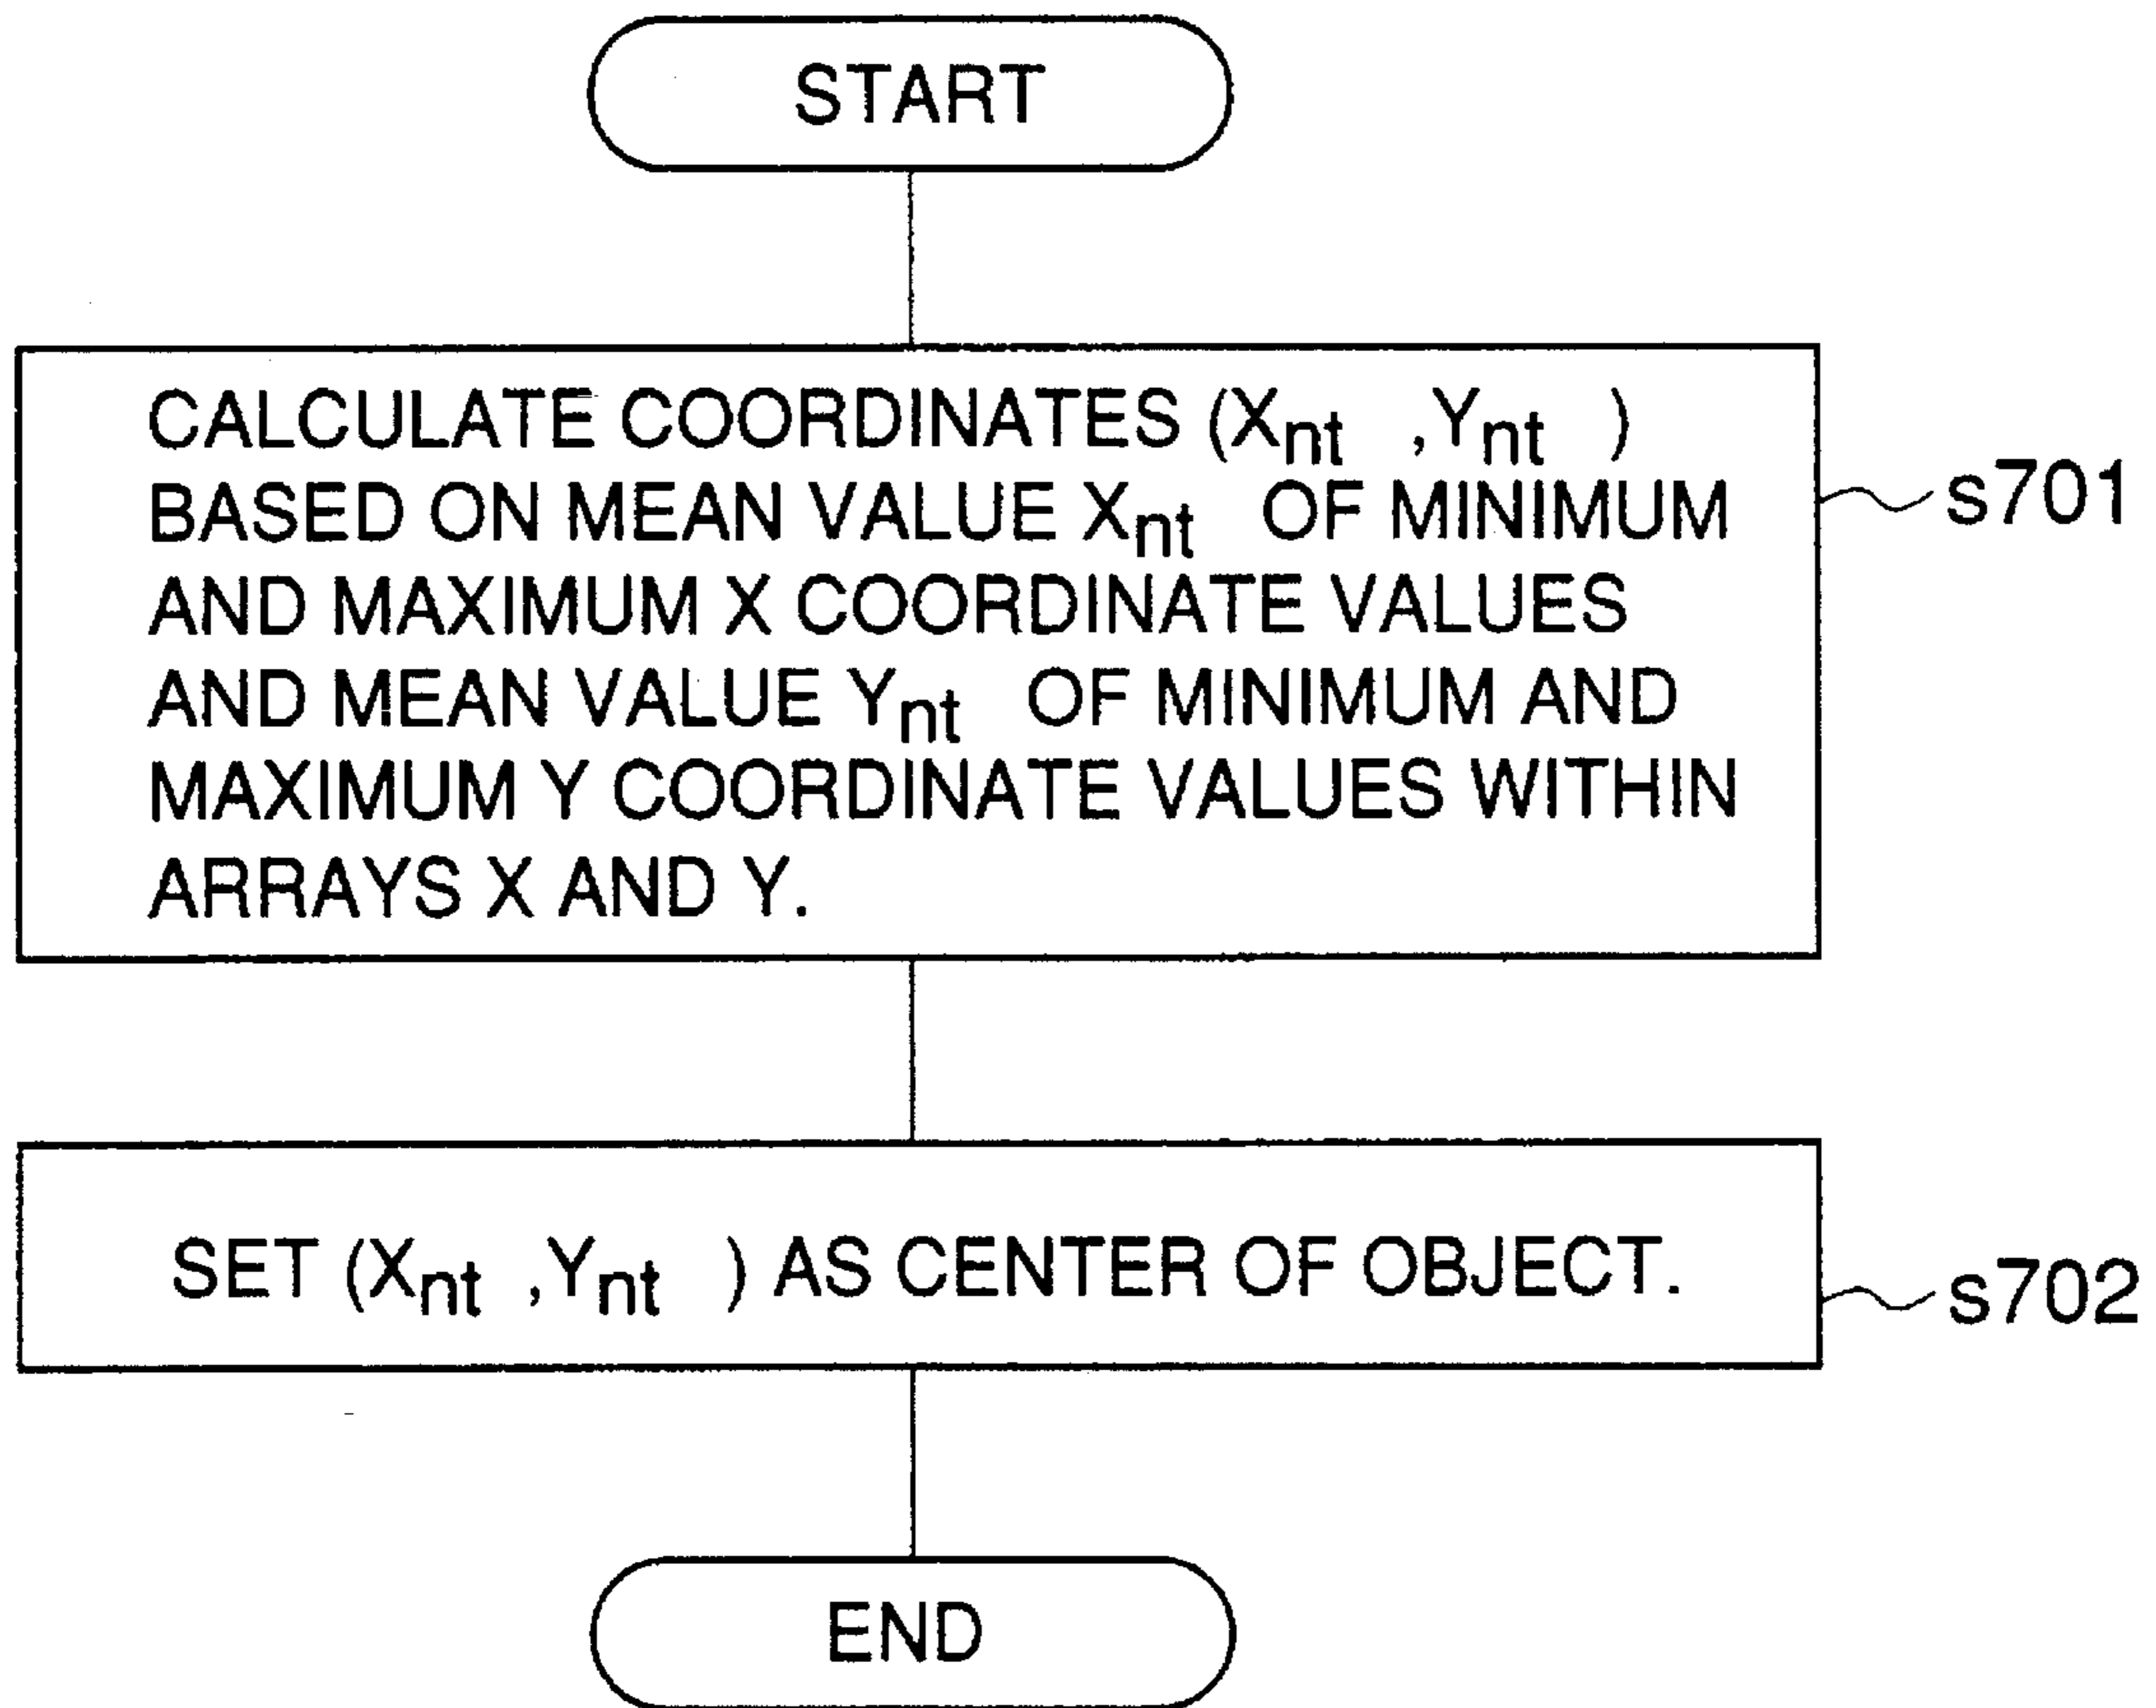 START
CALCULATE COORDINATES (Xnt ,Ynt )
BASED ON MEAN VALUE Xnt OF MINIMUM
AND MAXIMUM X COORDINATE VALUES
AND MEAN VALUE Ynt OF MINIMUM AND
MAXIMUM Y COORDINATE VALUES WITHIN
ARRAYS X AND Y.
s701
SET (Xnt ,Ynt ) AS CENTER OF OBJECT.
s702
END